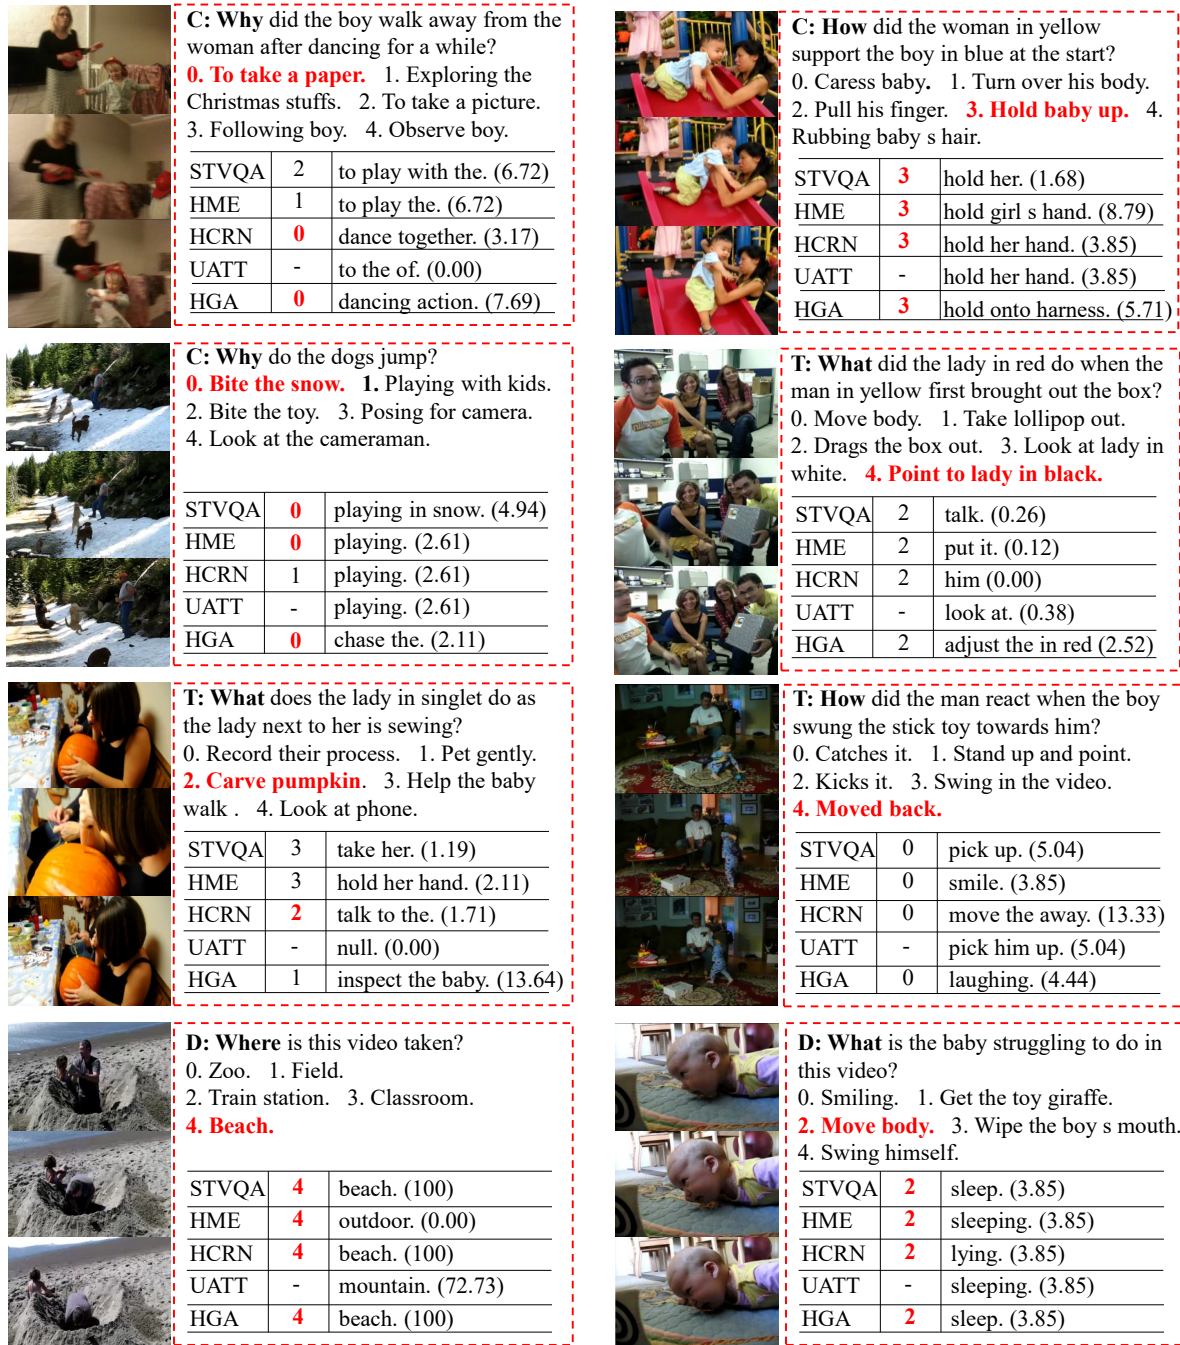 C: Why did the boy walk away from the
woman after dancing for a while?
0. To take a paper. 1. Exploring the
Christmas stuffs. 2. To take a picture.
3. Following boy. 4. Observe boy.
STVQA 2 to play with the. (6.72)
HME 1 to play the. (6.72)
HCRN 0 dance together. (3.17)
UATT - to the of. (0.00)
HGA 0 dancing action. (7.69)
C: How did the woman in yellow
support the boy in blue at the start?
0. Caress baby. 1. Turn over his body.
2. Pull his finger. 3. Hold baby up. 4.
Rubbing baby s hair.
STVQA 3 hold her. (1.68)
HME 3 hold girl s hand. (8.79)
HCRN 3 hold her hand. (3.85)
UATT - hold her hand. (3.85)
HGA 3 hold onto harness. (5.71)
C: Why do the dogs jump?
0. Bite the snow. 1. Playing with kids.
2. Bite the toy. 3. Posing for camera.
4. Look at the cameraman.
STVQA 0 playing in snow. (4.94)
HME 0 playing. (2.61)
HCRN 1 playing. (2.61)
UATT - playing. (2.61)
HGA 0 chase the. (2.11)
T: What did the lady in red do when the
man in yellow first brought out the box?
0. Move body. 1. Take lollipop out.
2. Drags the box out. 3. Look at lady in
white. 4. Point to lady in black.
STVQA 2 talk. (0.26)
HME 2 put it. (0.12)
HCRN 2 him (0.00)
UATT - look at. (0.38)
HGA 2 adjust the in red (2.52)
T: What does the lady in singlet do as
the lady next to her is sewing?
0. Record their process. 1. Pet gently.
2. Carve pumpkin. 3. Help the baby
walk . 4. Look at phone.
STVQA 3 take her. (1.19)
HME 3 hold her hand. (2.11)
HCRN 2 talk to the. (1.71)
UATT - null. (0.00)
HGA 1 inspect the baby. (13.64)
T: How did the man react when the boy
swung the stick toy towards him?
0. Catches it. 1. Stand up and point.
2. Kicks it. 3. Swing in the video.
4. Moved back.
STVQA 0 pick up. (5.04)
HME 0 smile. (3.85)
HCRN 0 move the away. (13.33)
UATT - pick him up. (5.04)
HGA 0 laughing. (4.44)
D: Where is this video taken?
0. Zoo. 1. Field.
2. Train station. 3. Classroom.
4. Beach.
STVQA 4 beach. (100)
HME 4 outdoor. (0.00)
HCRN 4 beach. (100)
UATT - mountain. (72.73)
HGA 4 beach. (100)
D: What is the baby struggling to do in
this video?
0. Smiling. 1. Get the toy giraffe.
2. Move body. 3. Wipe the boy s mouth.
4. Swing himself.
STVQA 2 sleep. (3.85)
HME 2 sleeping. (3.85)
HCRN 2 lying. (3.85)
UATT - sleeping. (3.85)
HGA 2 sleep. (3.85)